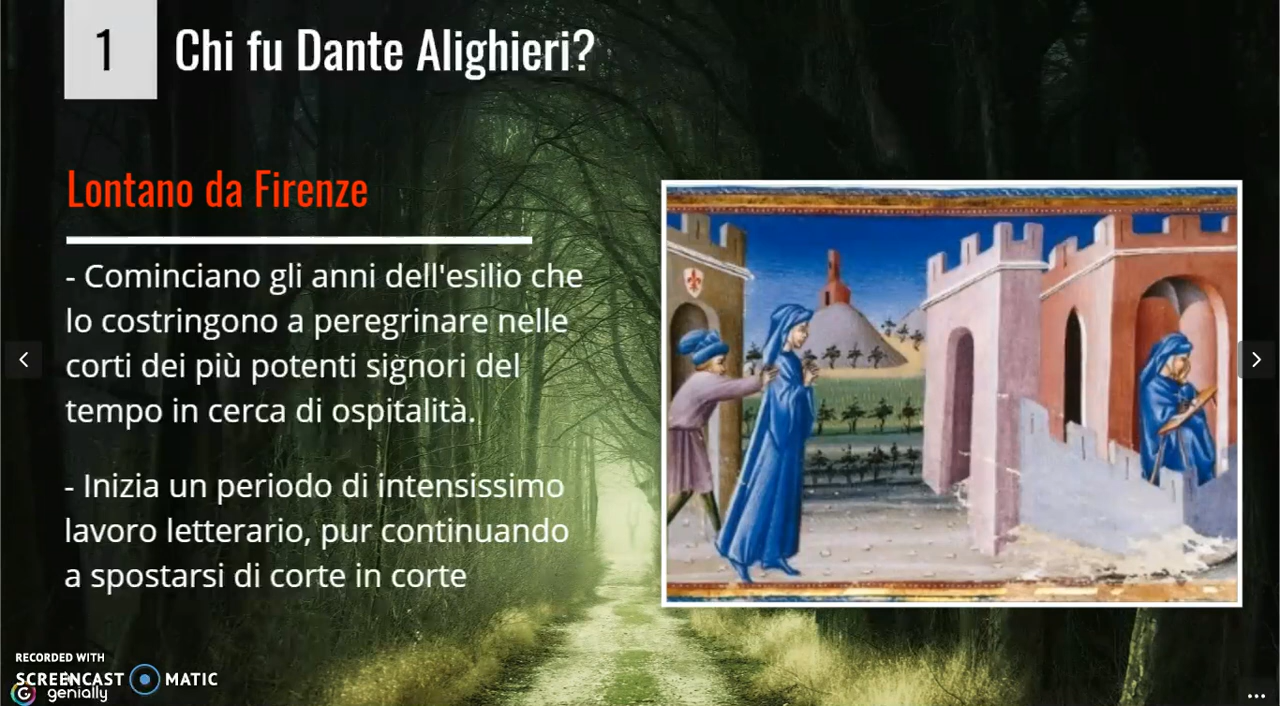 1 Chi fu Dante Alighieri?
Lontano da Firenze
- Cominciano gli anni dell'esilio che
lo costringono a peregrinare nelle
corti dei più potenti signori del
tempo in cerca di ospitalità.
- Inizia un periodo di intensissimo
lavoro letterario, pur continuando
a spostarsi di corte in corte
RECORDED WITH
SCREENCAST MATIC
genially